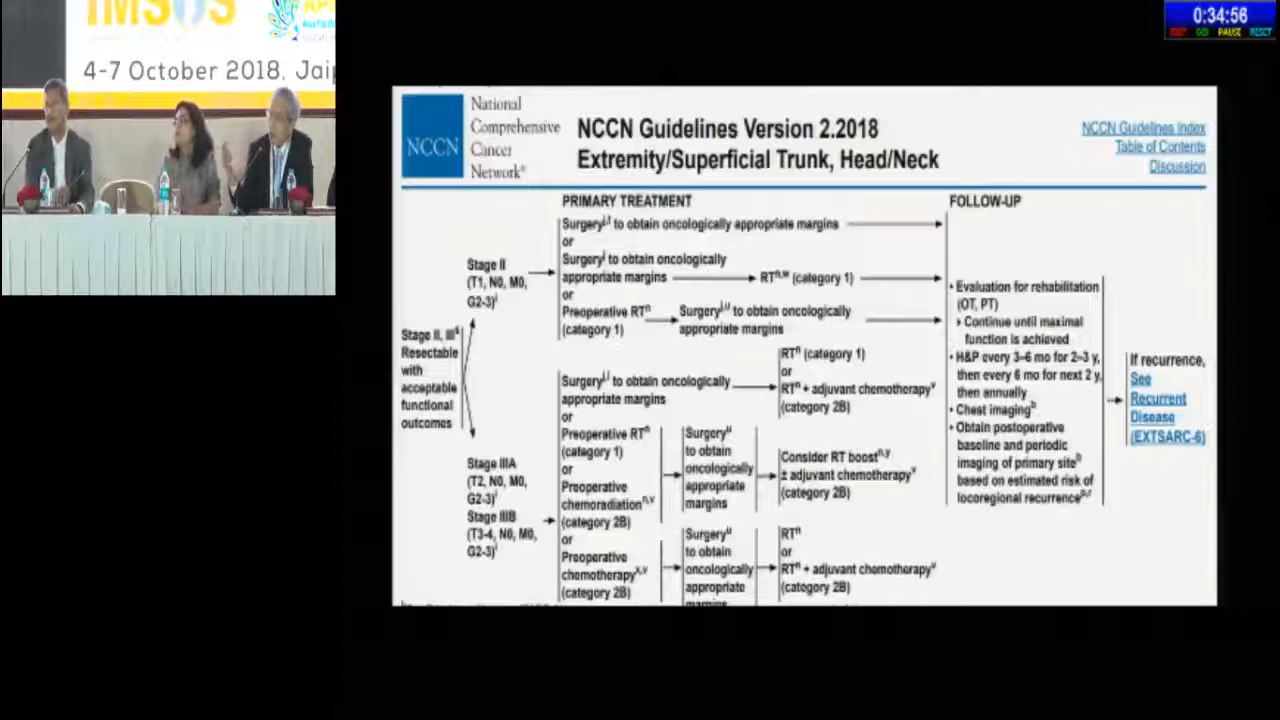 IMSOS
4-7 October 2018, Jai
0:34:56
PAUSE
RESET
NCCN
National
Comprehensive
Cancer
Network®
NCCN Guidelines Version 2.2018
Extremity/Superficial Trunk, Head/Neck
NCCN Guidelines Index
Table of Contents
Discussion
PRIMARY TREATMENT
FOLLOW-UP
Stage II, III
Resectable
with
acceptable
functional
outcomes
Stage II
(T1, N0, M0,
G2-3)
Surgery to obtain oncologically appropriate margins
or
Surgery to obtain oncologically
appropriate margins
RT (category 1)
or
Preoperative RT
(category 1)
Surgery to obtain oncologically
appropriate margins
Stage IIIA
(T2, N0, M0,
G2-3)
Stage IIIB
(T3-4, N0, M0,
G2-3)
Surgery to obtain oncologically
appropriate margins
RT (category 1)
or
RT + adjuvant chemotherapy
(category 2B)
or
Preoperative RT
(category 1)
or
Preoperative
chemoradiation
(category 2B)
Surgery
to obtain
oncologically
appropriate
margins
Consider RT boost
± adjuvant chemotherapy
(category 2B)
or
Preoperative
chemotherapy
(category 2B)
Surgery
to obtain
oncologically
appropriate
margins
RT
or
RT + adjuvant chemotherapy
(category 2B)
• Evaluation for rehabilitation
(OT, PT)
‣ Continue until maximal
function is achieved
• H&P every 3–6 mo for 2–3 y,
then every 6 mo for next 2 y,
then annually
• Chest imaging
• Obtain postoperative
baseline and periodic
imaging of primary site
based on estimated risk of
locoregional recurrence
If recurrence,
See
Recurrent
Disease
(EXTSARC-6)